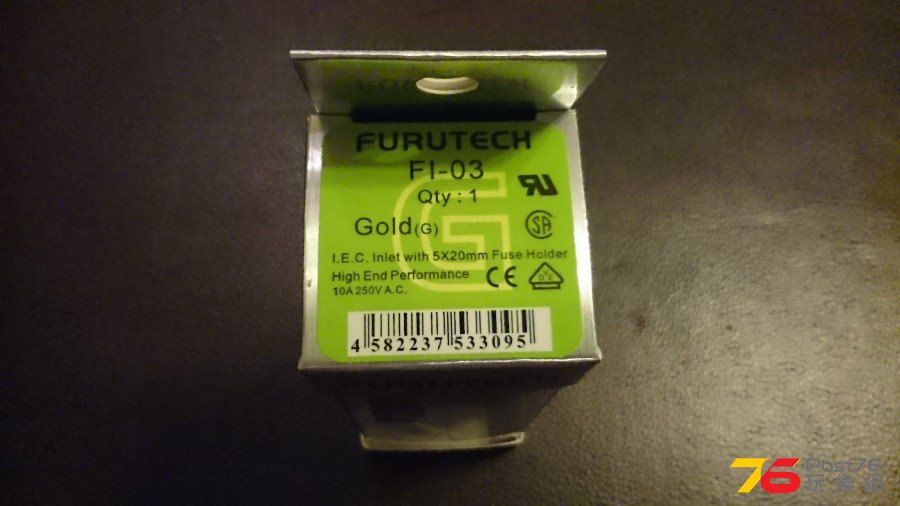 FURUTECH
FI-03
Qty : 1
Gold(G)
G
I.E.C. Inlet with 5X20mm Fuse Holder
High End Performance
10A 250V A.C.
CE
4 582237 533095
76 Post76
玩樂網